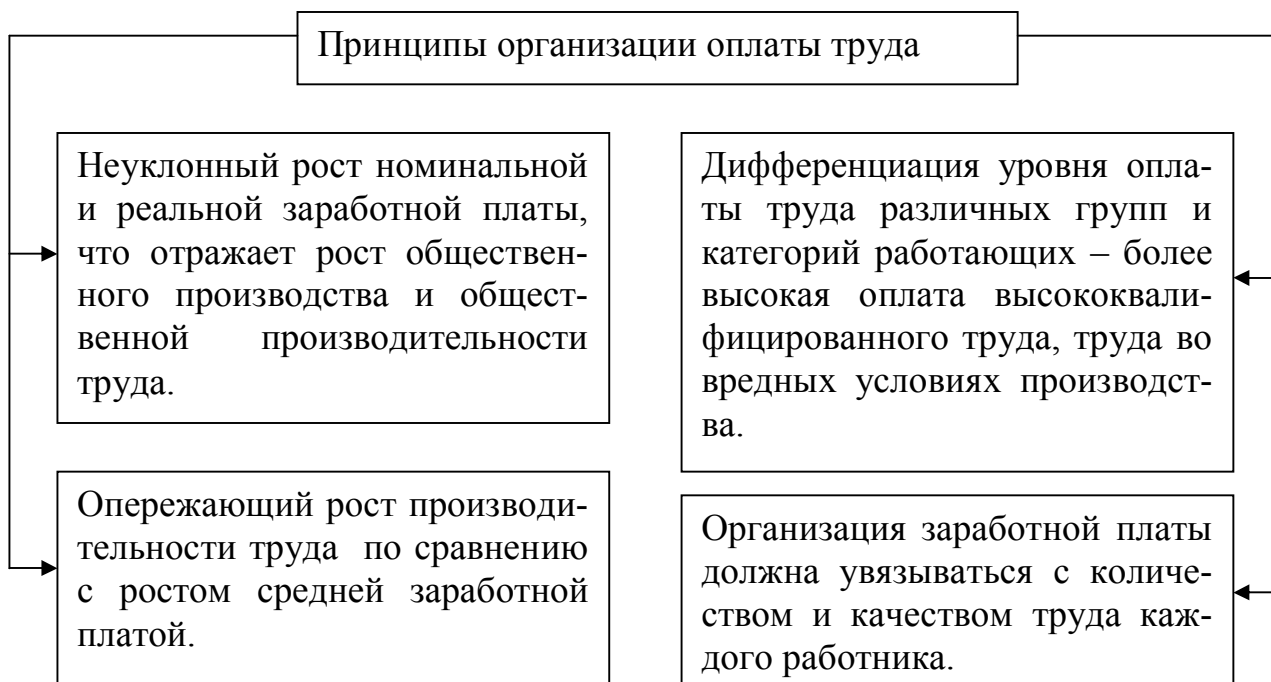 Принципы организации оплаты труда
Неуклонный рост номинальной
и реальной заработной платы,
что отражает рост обществен-
ного производства и общест-
венной производительности
труда.
Опережающий рост производи-
тельности труда по сравнению
с ростом средней заработной
платой.
Дифференциация уровня опла-
ты труда различных групп и
категорий работающих – более
высокая оплата высококвали-
фицированного труда, труда во
вредных условиях производст-
ва.
Организация заработной платы
должна увязываться с количе-
ством и качеством труда каж-
дого работника.